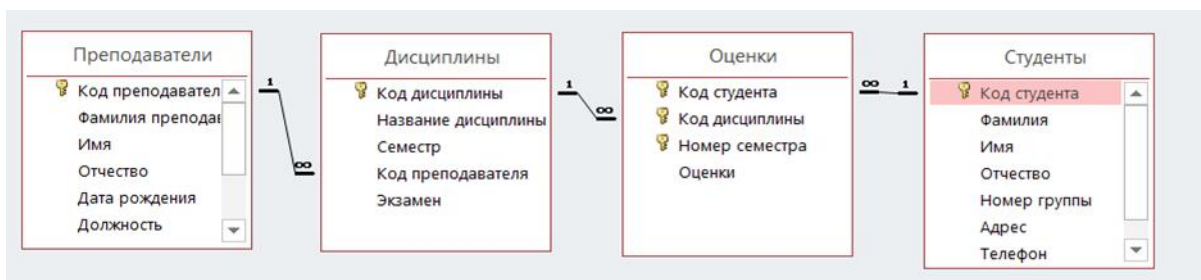 Преподаватели
Код преподавател
Фамилия препода
Имя
Отчество
Дата рождения
Должность
1
∞
Дисциплины
Код дисциплины
Название дисциплины
Семестр
Код преподавателя
Экзамен
1
∞
Оценки
Код студента
Код дисциплины
Номер семестра
Оценки
∞
1
Студенты
Код студента
Фамилия
Имя
Отчество
Номер группы
Адрес
Телефон